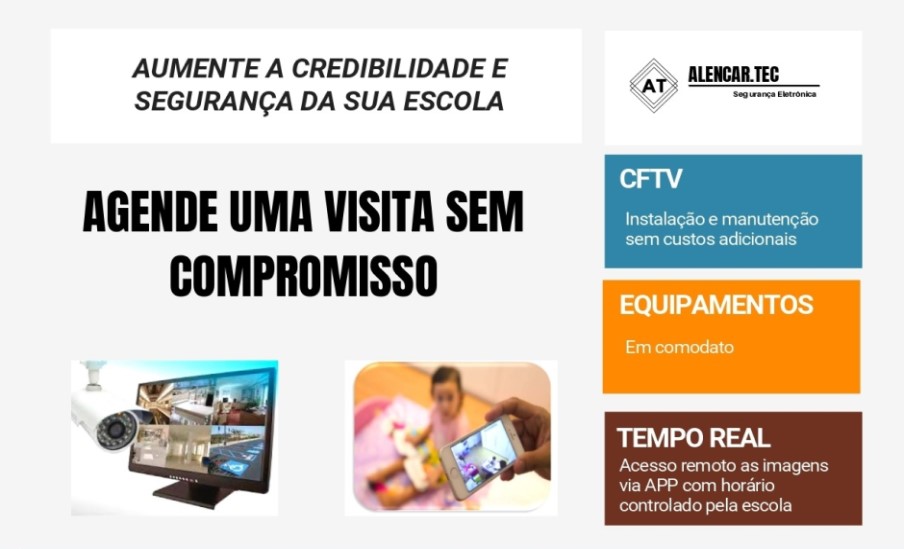 AUMENTE A CREDIBILIDADE E
SEGURANÇA DA SUA ESCOLA
AGENDE UMA VISITA SEM
COMPROMISSO
AT
ALENCAR.TEC
Segurança Eletrônica
CFTV
Instalação e manutenção
sem custos adicionais
EQUIPAMENTOS
Em comodato
TEMPO REAL
Acesso remoto as imagens
via APP com horário
controlado pela escola